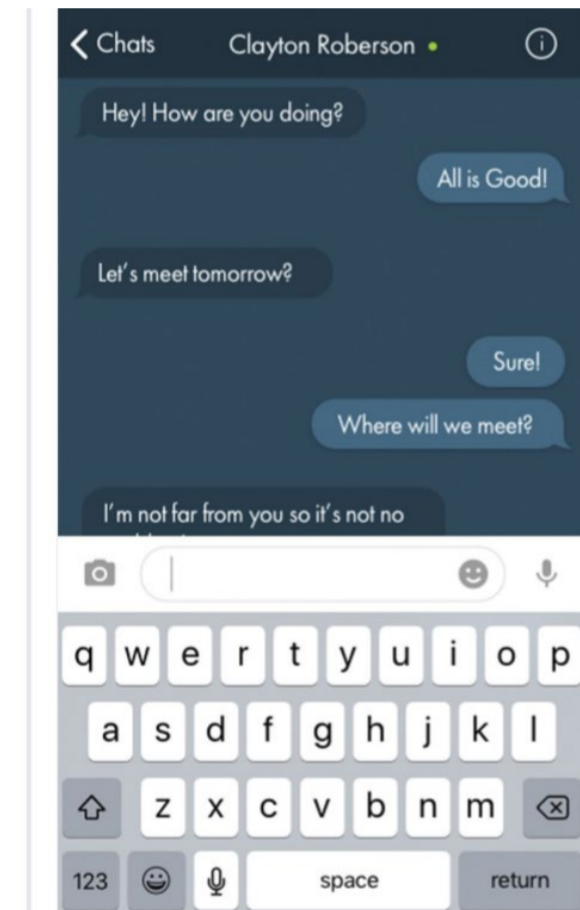 Chats Clayton Roberson
Hey! How are you doing?
All is Good!
Let's meet tomorrow?
Sure!
Where will we meet?
I'm not far from you so it's not no
q w e r t y u i o p
a s d f g h j k l
z x c v b n m
123 space return